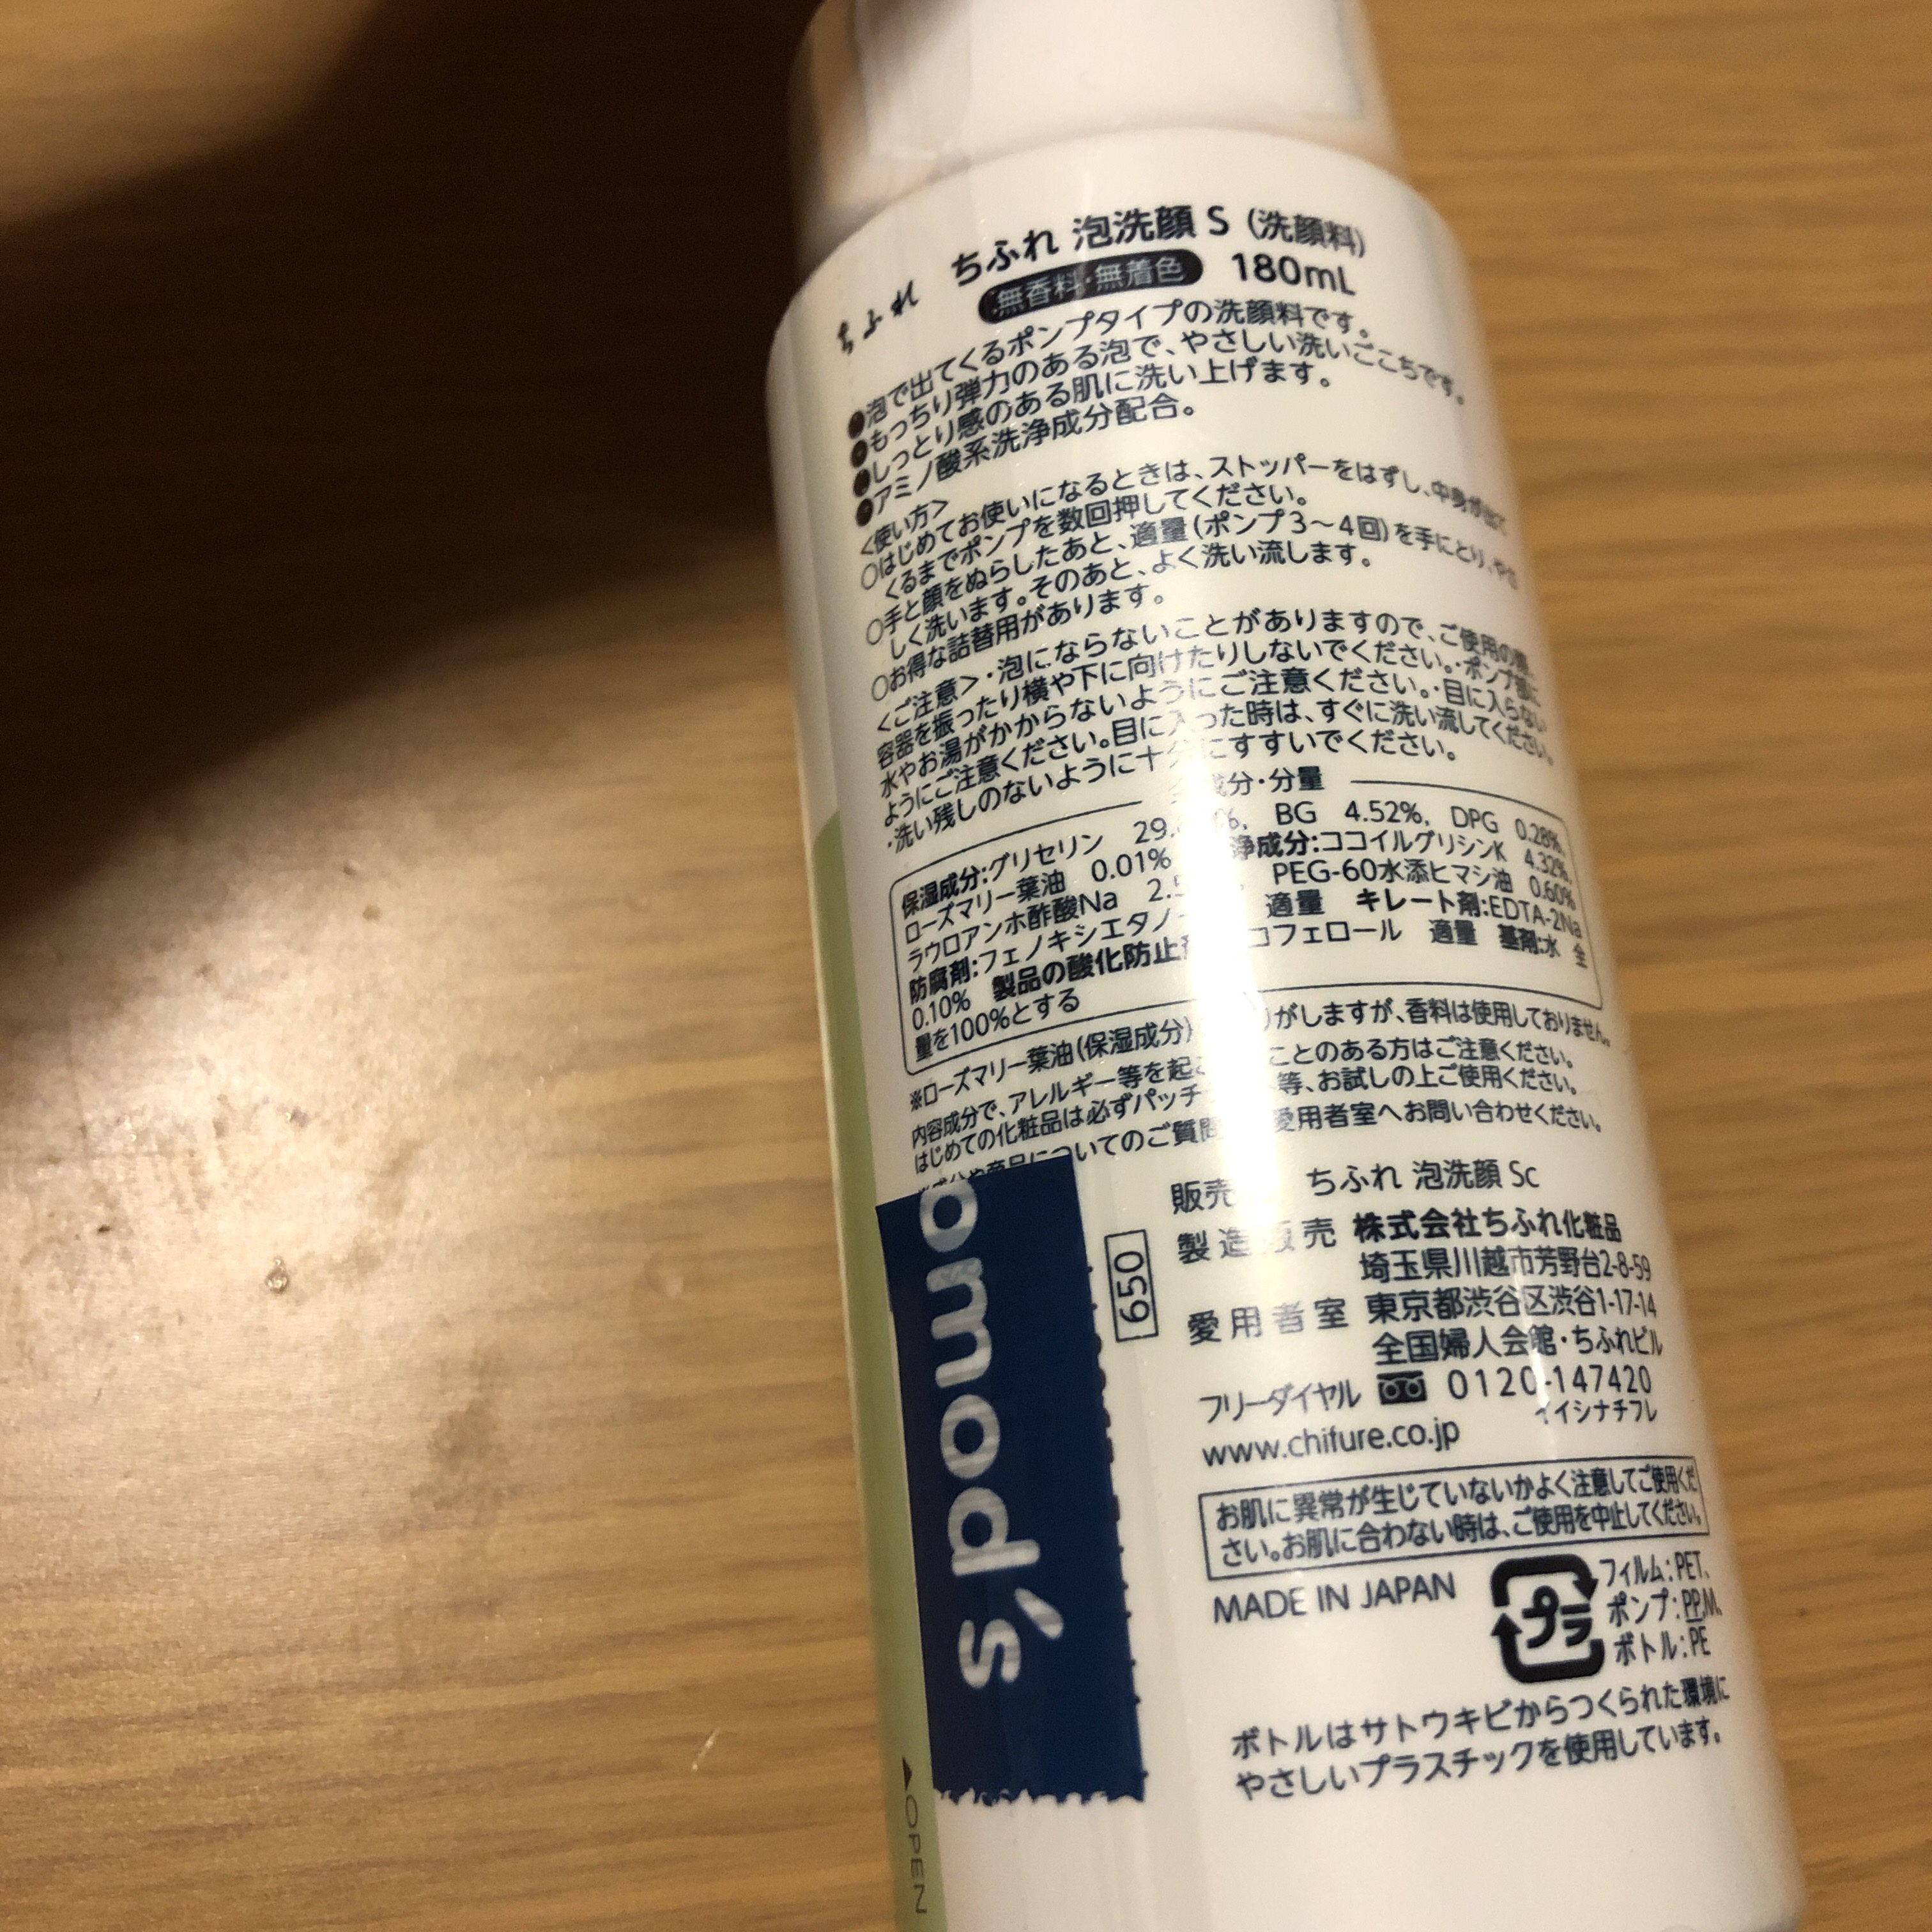 ちふれ
ちふれ 泡洗顔 S (洗顔料)
無香料・無着色 180mL
●泡で出てくるポンプタイプの洗顔料です。
●もっちり弾力のある泡で、やさしい洗いごこちです。
●しっとり感のある肌に洗い上げます。
●アミノ酸系洗浄成分配合。
<使い方>
○はじめてお使いになるときは、ストッパーをはずし、中身が出て
くるまでポンプを数回押してください。
○手と顔をぬらしたあと、適量(ポンプ3〜4回)を手にとり、やさ
しく洗います。そのあと、よく洗い流します。
○お得な詰替用があります。
<ご注意>・泡にならないことがありますので、ご使用の際、
容器を振ったり横や下に向けたりしないでください。・ポンプ部に
水やお湯がかからないようにご注意ください。・目に入らない
ようにご注意ください。目に入った時は、すぐに洗い流してください。
・洗い残しのないように十分にすすいでください。
成分・分量
保湿成分:グリセリン 29. %, BG 4.52%, DPG 0.28%,
ローズマリー葉油 0.01% 浄成分:ココイルグリシンK 4.32%,
ラウロアンホ酢酸Na 2.5 PEG-60水添ヒマシ油 0.60%
防腐剤:フェノキシエタノ 適量 キレート剤:EDTA-2Na
0.10% 製品の酸化防止 コフェロール 適量 基剤:水 全
量を100%とする
※ローズマリー葉油(保湿成分) りがしますが、香料は使用しておりません。
内容成分で、アレルギー等を起こ ことのある方はご注意ください。
はじめての化粧品は必ずパッチ 等、お試しの上ご使用ください。
※成分や商品についてのご質問 愛用者室へお問い合わせください。
販売 ちふれ 泡洗顔 Sc
製造販売 株式会社ちふれ化粧品
埼玉県川越市芳野台2-8-59
愛用者室 東京都渋谷区渋谷1-17-14
全国婦人会館・ちふれビル
フリーダイヤル 0120-147420
イイシナチフレ
www.chifure.co.jp
お肌に異常が生じていないかよく注意してご使用くだ
さい。お肌に合わない時は、ご使用を中止してください。
MADE IN JAPAN
プラ
フィルム:PET、
ポンプ:PP,M、
ボトル:PE
ボトルはサトウキビからつくられた環境に
やさしいプラスチックを使用しています。
650
omod's
▲OPEN